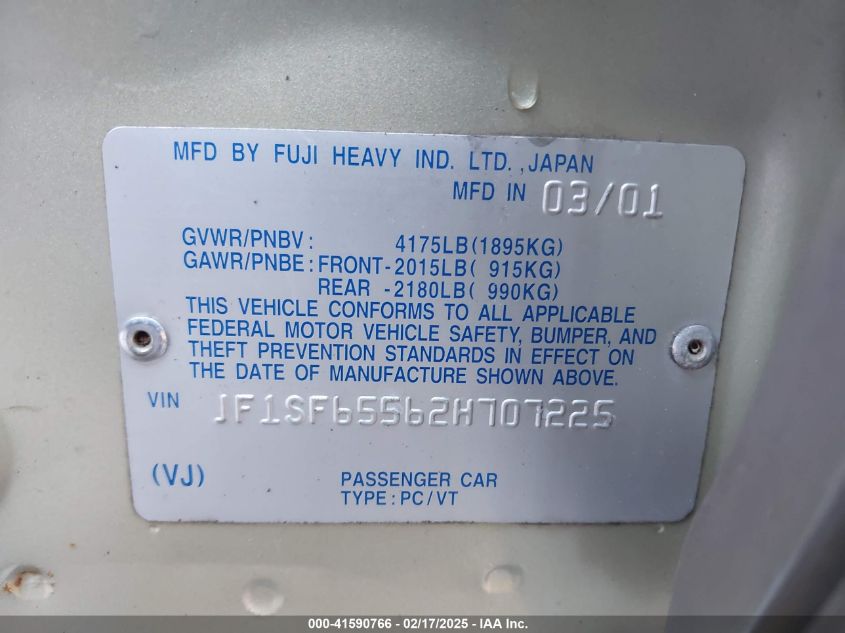 MFD BY FUJI HEAVY IND. LTD., JAPAN
MFD IN 03/01
GVWR/PNBV: 4175LB(1895KG)
GAWR/PNBE: FRONT-2015LB( 915KG)
REAR -2180LB( 990KG)
THIS VEHICLE CONFORMS TO ALL APPLICABLE
FEDERAL MOTOR VEHICLE SAFETY, BUMPER, AND
THEFT PREVENTION STANDARDS IN EFFECT ON
THE DATE OF MANUFACTURE SHOWN ABOVE.
VIN JF1SF65562H707225
(VJ) PASSENGER CAR
TYPE:PC/VT
000-41590766 - 02/17/2025 - IAA Inc.